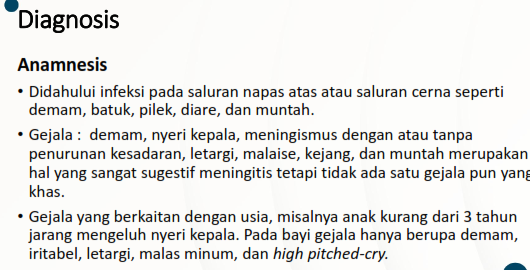 Diagnosis
Anamnesis
• Didahului infeksi pada saluran napas atas atau saluran cerna seperti
demam, batuk, pilek, diare, dan muntah.
• Gejala : demam, nyeri kepala, meningismus dengan atau tanpa
penurunan kesadaran, letargi, malaise, kejang, dan muntah merupakan
hal yang sangat sugestif meningitis tetapi tidak ada satu gejala pun yang
khas.
• Gejala yang berkaitan dengan usia, misalnya anak kurang dari 3 tahun
jarang mengeluh nyeri kepala. Pada bayi gejala hanya berupa demam,
iritabel, letargi, malas minum, dan high pitched-cry.